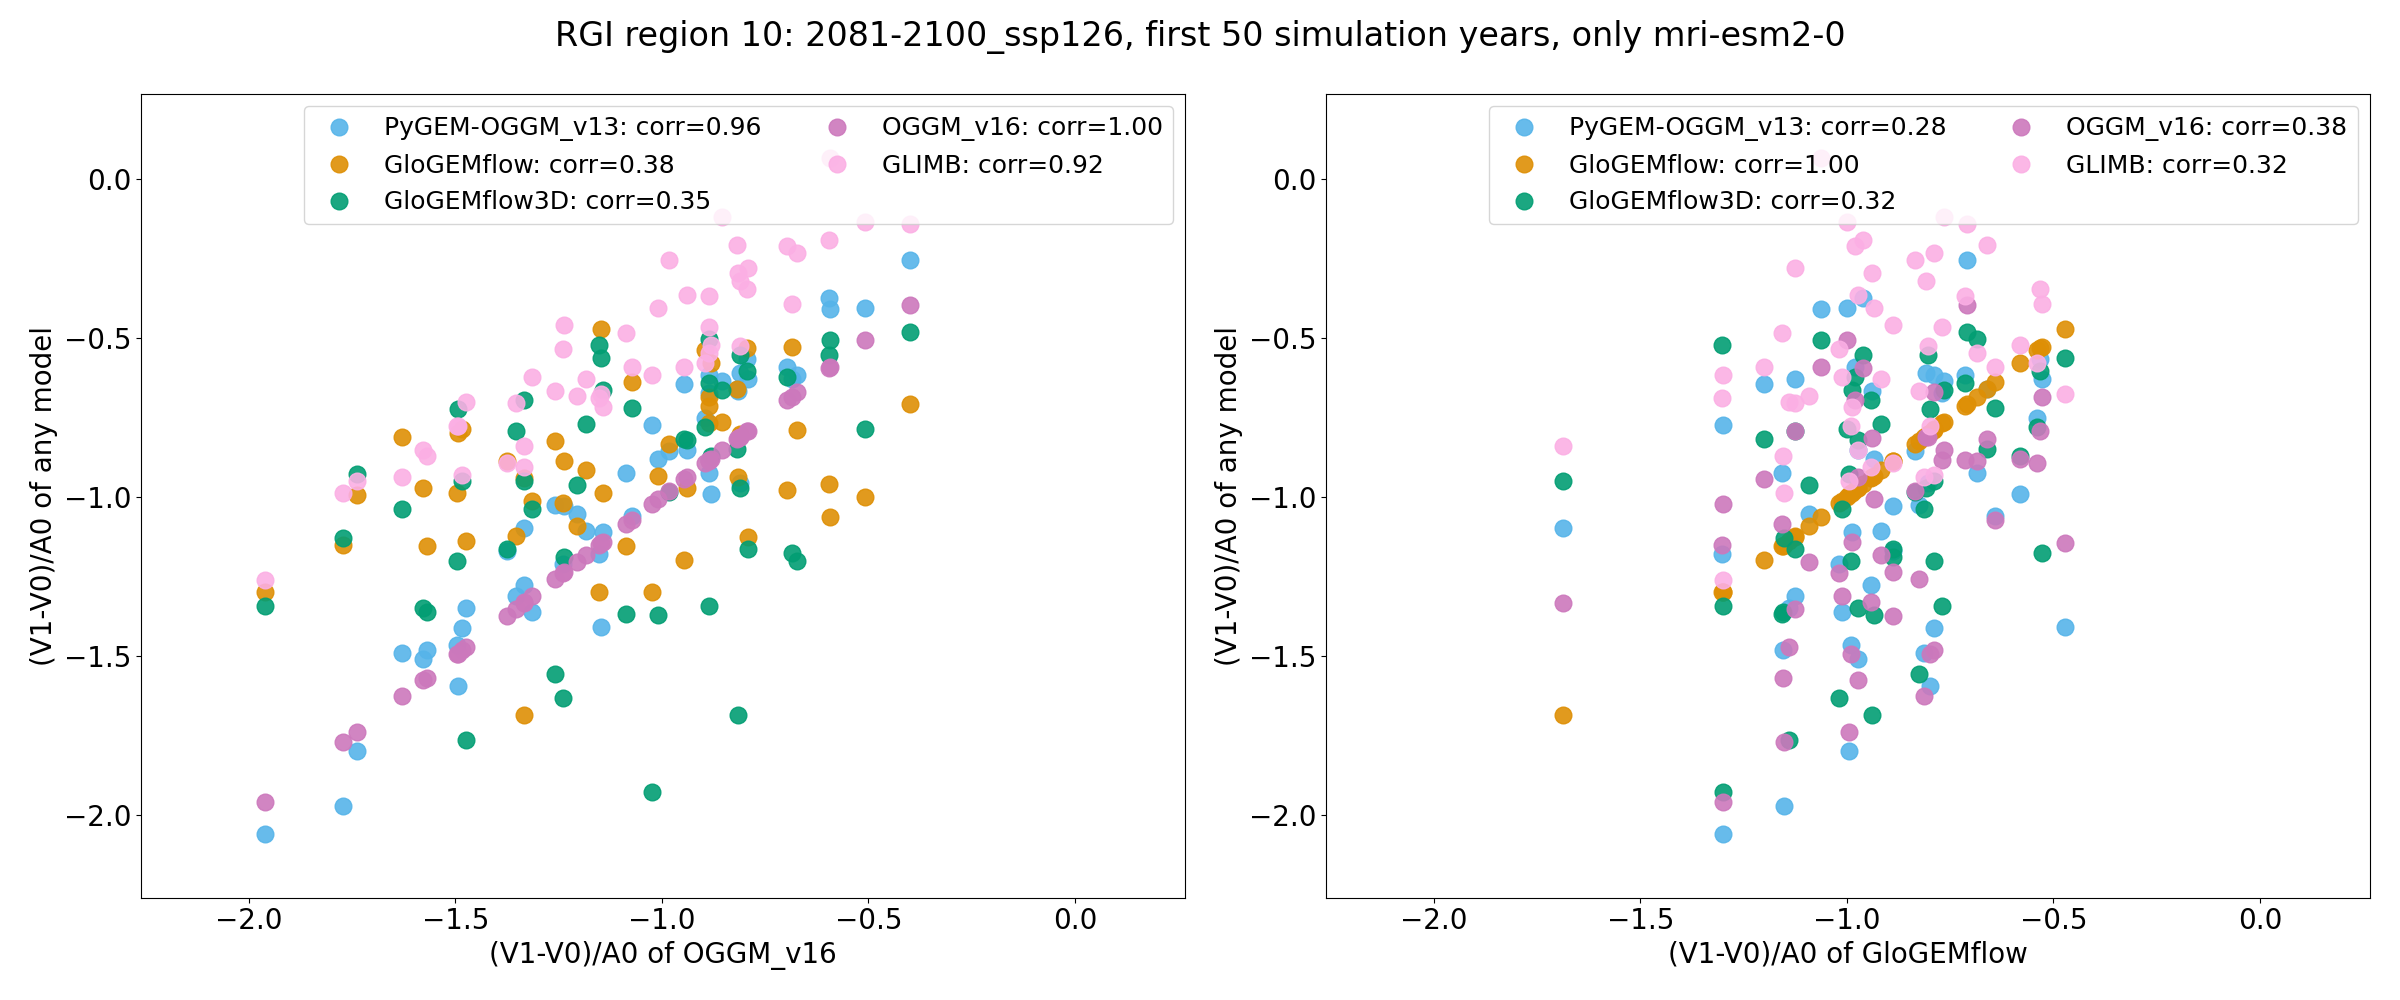 RGI region 10: 2081-2100_ssp126, first 50 simulation years, only mri-esm2-0
PyGEM-OGGM_v13: corr=0.96
GloGEMflow: corr=0.38
GloGEMflow3D: corr=0.35
OGGM_v16: corr=1.00
GLIMB: corr=0.92
0.0
−0.5
−1.0
−1.5
−2.0
(V1-V0)/A0 of any model
−2.0 −1.5 −1.0 −0.5 0.0
(V1-V0)/A0 of OGGM_v16
PyGEM-OGGM_v13: corr=0.28
GloGEMflow: corr=1.00
GloGEMflow3D: corr=0.32
OGGM_v16: corr=0.38
GLIMB: corr=0.32
0.0
−0.5
−1.0
−1.5
−2.0
(V1-V0)/A0 of any model
−2.0 −1.5 −1.0 −0.5 0.0
(V1-V0)/A0 of GloGEMflow